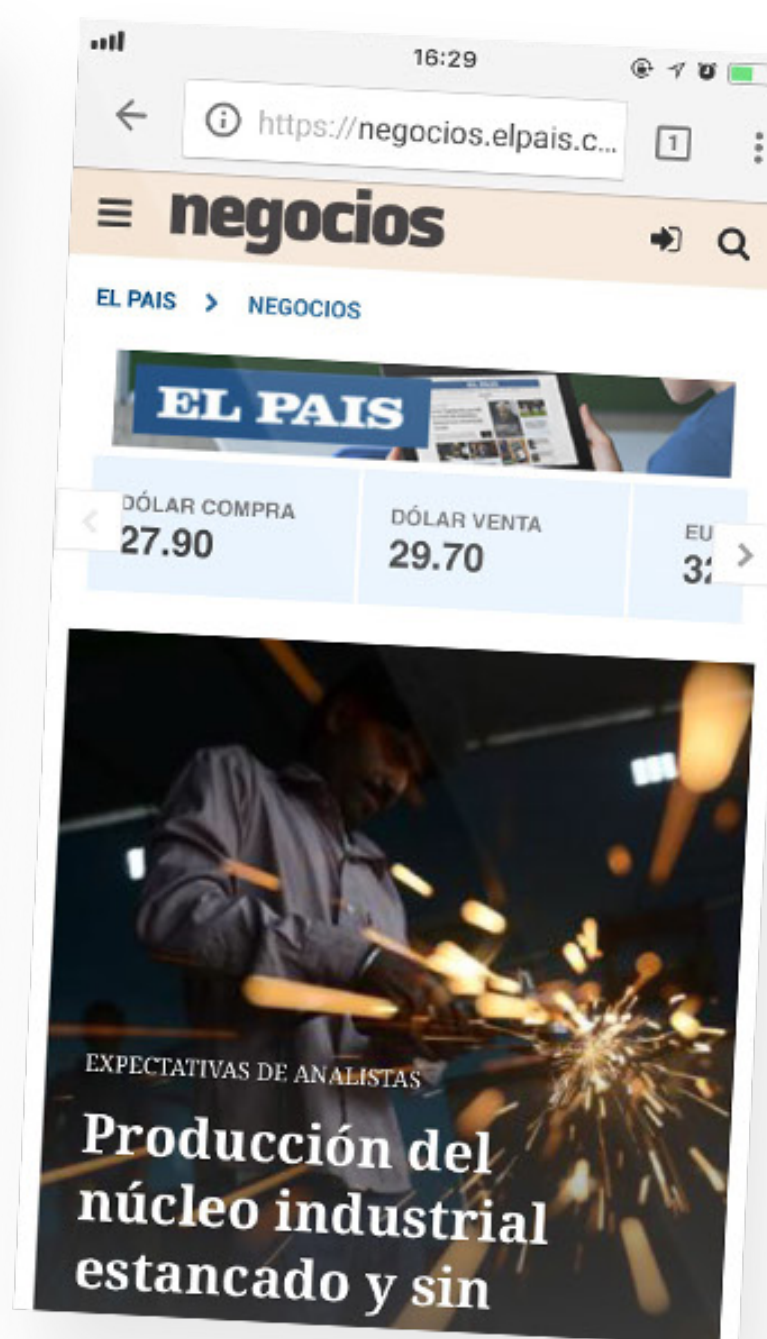 16:29
https://negocios.elpais.c...
1
negocios
EL PAIS > NEGOCIOS
EL PAIS
DÓLAR COMPRA
27.90
DÓLAR VENTA
29.70
EU
EXPECTATIVAS DE ANALISTAS
Producción del
núcleo industrial
estancado y sin